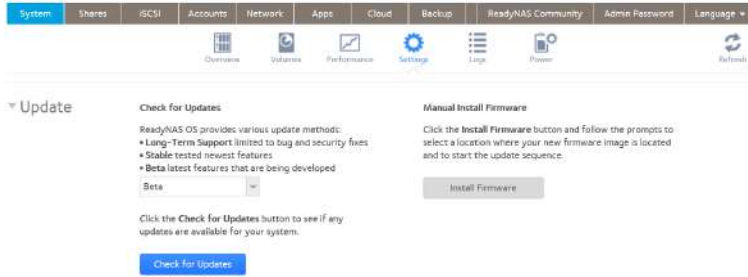 System Shares iSCSI Accounts Network Apps Cloud Backup ReadyNAS Community Admin Password Language
Overview Volumes Performance Settings Logs Power Refresh
Update
Check for Updates
ReadyNAS OS provides various update methods:
• Long-Term Support limited to bug and security fixes
• Stable tested newest features
• Beta latest features that are being developed
Beta
Click the Check for Updates button to see if any
updates are available for your system.
Check for Updates
Manual Install Firmware
Click the Install Firmware button and follow the prompts to
select a location where your new firmware image is located
and to start the update sequence.
Install Firmware